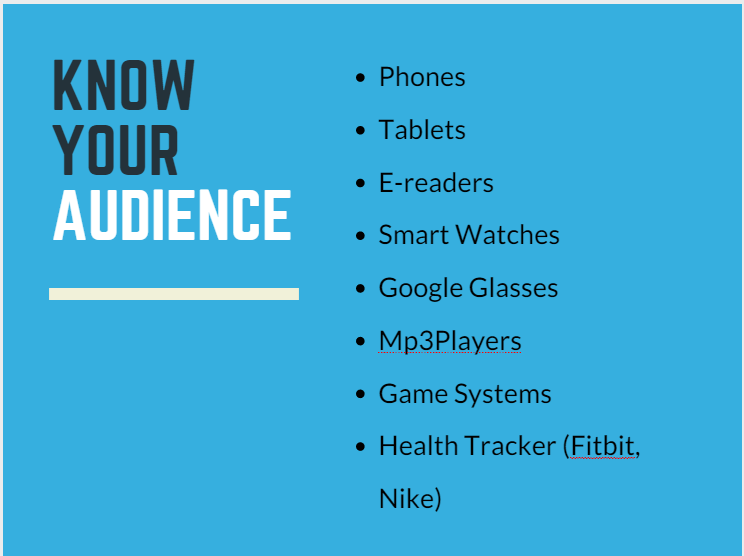 KNOW
YOUR
AUDIENCE
• Phones
• Tablets
• E-readers
• Smart Watches
• Google Glasses
• Mp3Players
• Game Systems
• Health Tracker (Fitbit,
Nike)